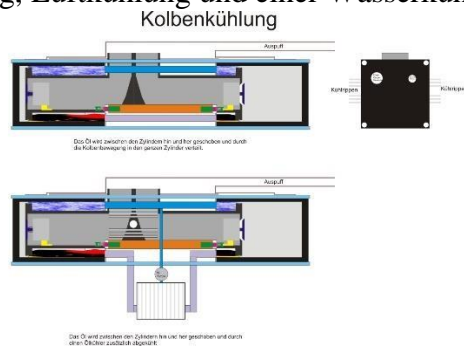 g, Luftkühlung und einer Wasserkühl
Kolbenkühlung
Auspuff
Kühlrippen
Kühlrippen
Das Öl wird zwischen den Zylindern hin und her geschoben und durch
die Kolbenbewegung in den ganzen Zylinder verteilt.
Auspuff
Das Öl wird zwischen den Zylindern hin und her geschoben und durch
einen Ölkühler zusätzlich abgekühlt